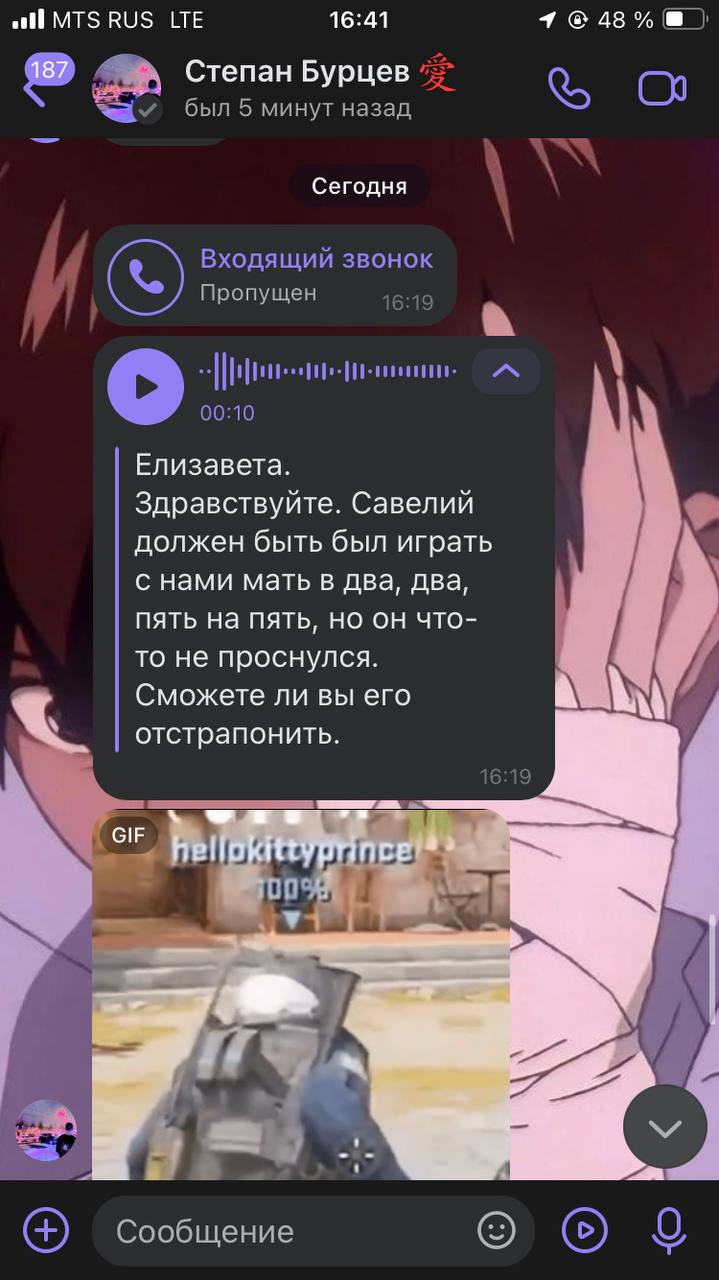 MTS RUS LTE 16:41 48 %
187
Степан Бурцев 愛
был 5 минут назад
Сегодня
Входящий звонок
Пропущен 16:19
00:10
Елизавета.
Здравствуйте. Савелий
должен быть был играть
с нами мать в два, два,
пять на пять, но он что-
то не проснулся.
Сможете ли вы его
отстрапонить.
16:19
GIF
hellokittyprince
100%
Сообщение